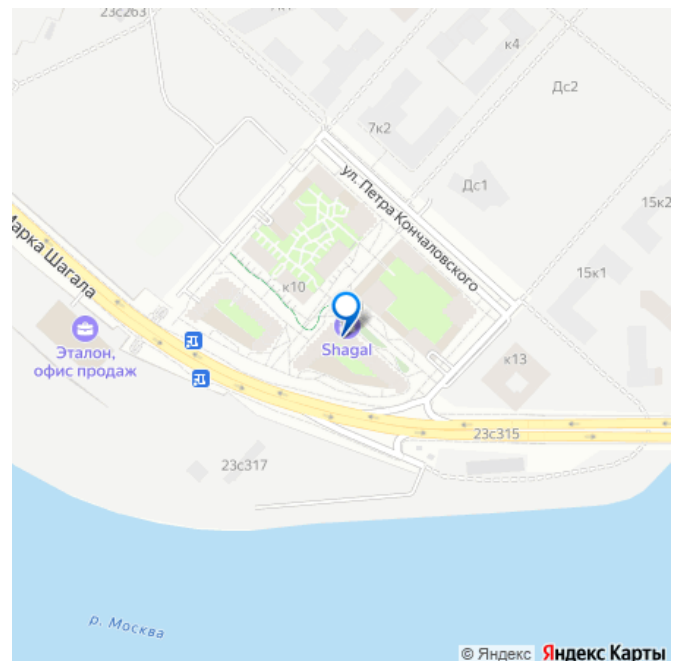 23с263
к4
Дс2
7к2
ул. Петра Кончаловского
Дс1
15к2
Марка Шагала
15к1
к10
Эталон,
офис продаж
Shagal
к13
23с315
23с317
р. Москва
© Яндекс Яндекс Карты